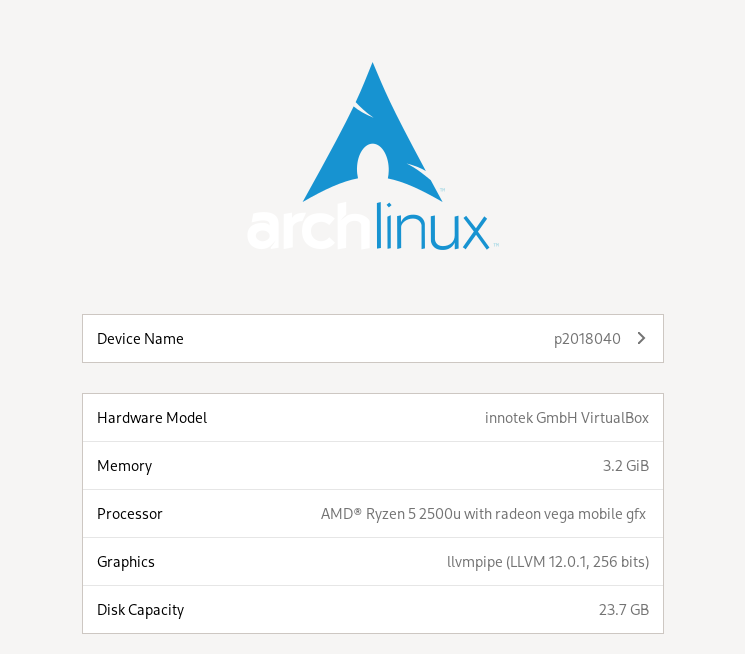 archlinux™
Device Name p2018040
Hardware Model innotek GmbH VirtualBox
Memory 3.2 GiB
Processor AMD® Ryzen 5 2500u with radeon vega mobile gfx
Graphics llvmpipe (LLVM 12.0.1, 256 bits)
Disk Capacity 23.7 GB